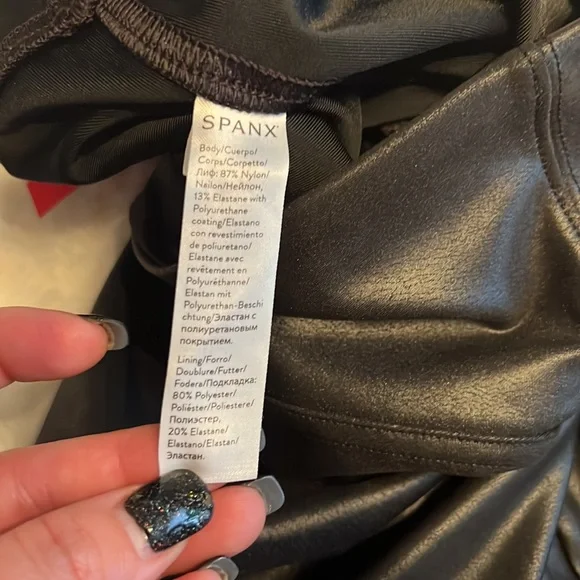 SPANX®
Body/Cuerpo/
Corps/Corpetto/
Лиф: 87% Nylon/
Nailon/Нейлон,
13% Elastane with
Polyurethane
coating/Elastano
con revestimiento
de poliuretano/
Elastane avec
revêtement en
Polyuréthanne/
Elastan mit
Polyurethan-Beschi
chtung/Эластан с
полиуретановым
покрытием.
Lining/Forro/
Doublure/Futter/
Fodera/Подкладка:
80% Polyester/
Poliéster/Poliestere/
Полиэстер,
20% Elastane/
Elastano/Elastan/
Эластан.